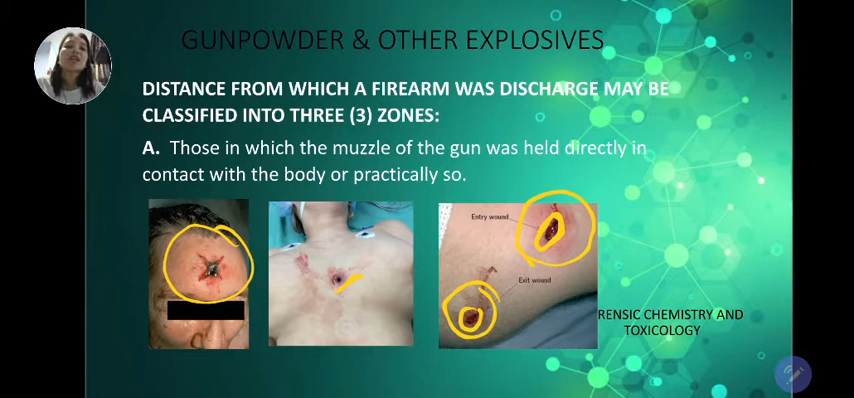 GUNPOWDER & OTHER EXPLOSIVES
DISTANCE FROM WHICH A FIREARM WAS DISCHARGE MAY BE
CLASSIFIED INTO THREE (3) ZONES:
A. Those in which the muzzle of the gun was held directly in
contact with the body or practically so.
Entry wound
Exit wound
RENSIC CHEMISTRY AND
TOXICOLOGY